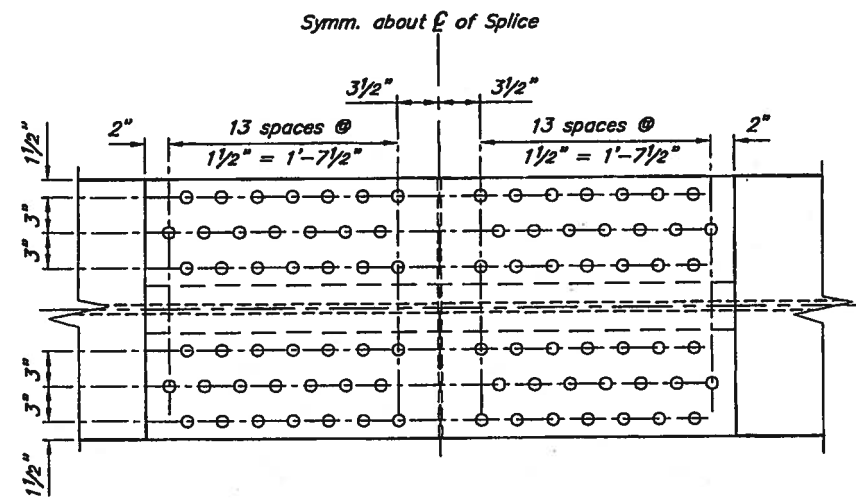 Symm. about ℄ of Splice
3½" 3½"
2" 13 spaces @ 13 spaces @ 2"
1½" = 1'-7½" 1½" = 1'-7½"
1½"
3"
3"
3"
3"
1½"